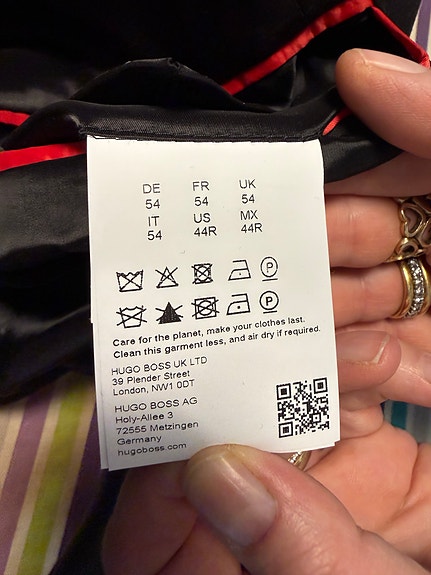 DE FR UK
54 54 54
IT US MX
54 44R 44R
P
P
Care for the planet, make your clothes last.
Clean this garment less, and air dry if required.
HUGO BOSS UK LTD
39 Plender Street
London, NW1 0DT
HUGO BOSS AG
Holy-Allee 3
72555 Metzingen
Germany
hugoboss.com